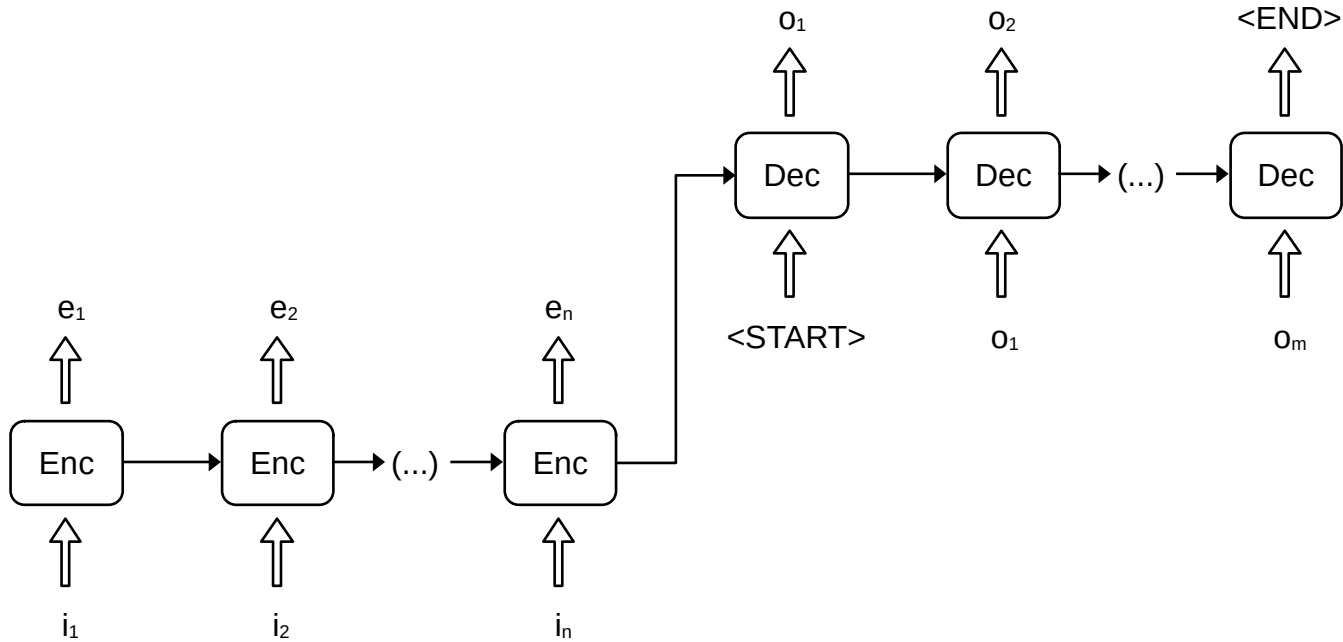 o₁ o₂ <END>
Dec Dec (...) Dec
e₁ e₂ eₙ
<START> o₁ oₘ
Enc Enc (...) Enc
i₁ i₂ iₙ